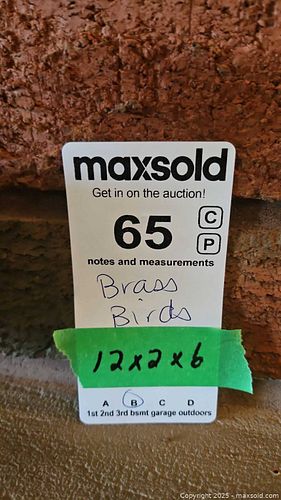 maxsold
Get in on the auction!
65
C
P
notes and measurements
Brass
Birds
12x2x6
A B C D
1st 2nd 3rd bsmt garage outdoors
Copyright 2025 - maxsold.com